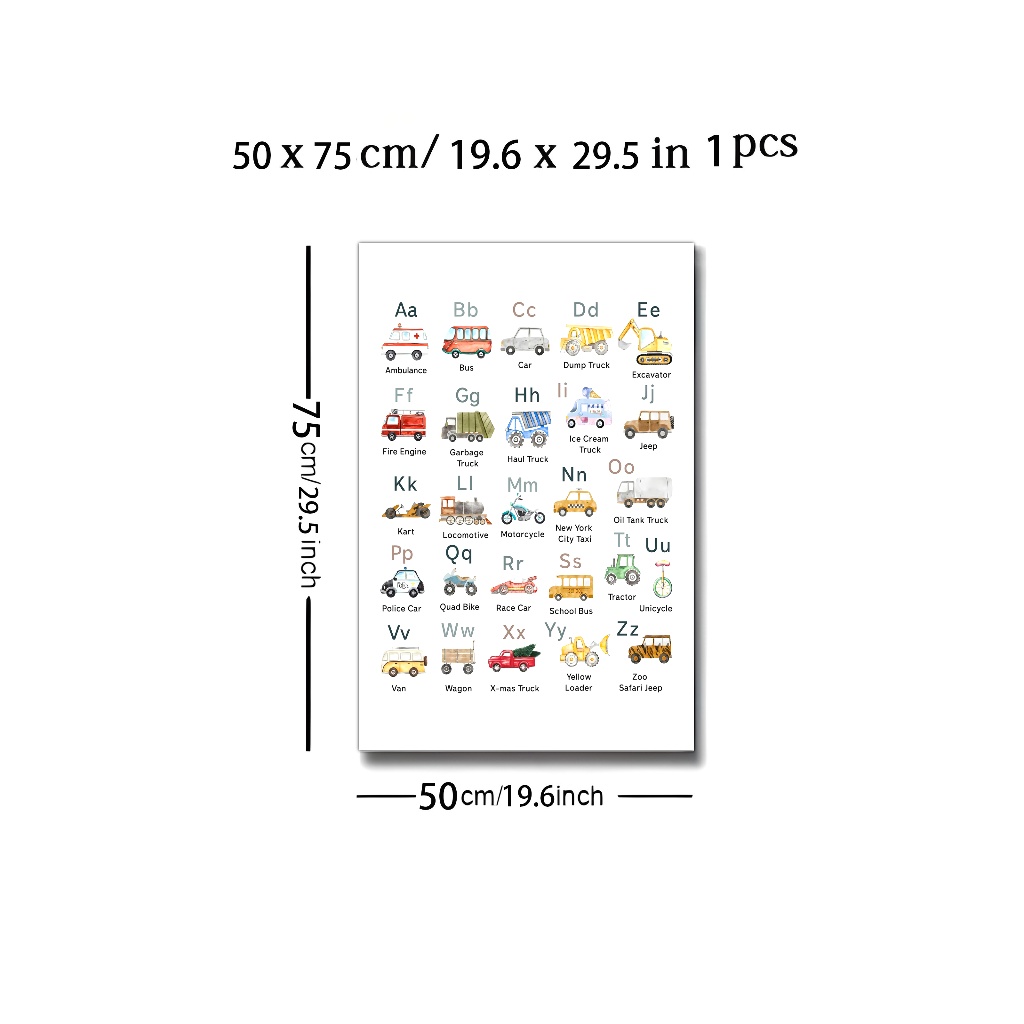 50 x 75 cm/ 19.6 x 29.5 in 1 pcs
75cm/29.5 inch
Aa Bb Cc Dd Ee
Ambulance
Bus
Car
Dump Truck
Excavator
Ff Gg Hh Ii Jj
Fire Engine
Garbage
Truck
Haul Truck
Ice Cream
Truck
Jeep
Kk Ll Mm Nn Oo
Kart
Locomotive
Motorcycle
New York
City Taxi
Oil Tank Truck
Pp Qq Rr Ss Tt Uu
Police Car
Quad Bike
Race Car
School Bus
Tractor
Unicycle
Vv Ww Xx Yy Zz
Van
Wagon
X-mas Truck
Yellow
Loader
Zoo
Safari Jeep
50cm/19.6inch